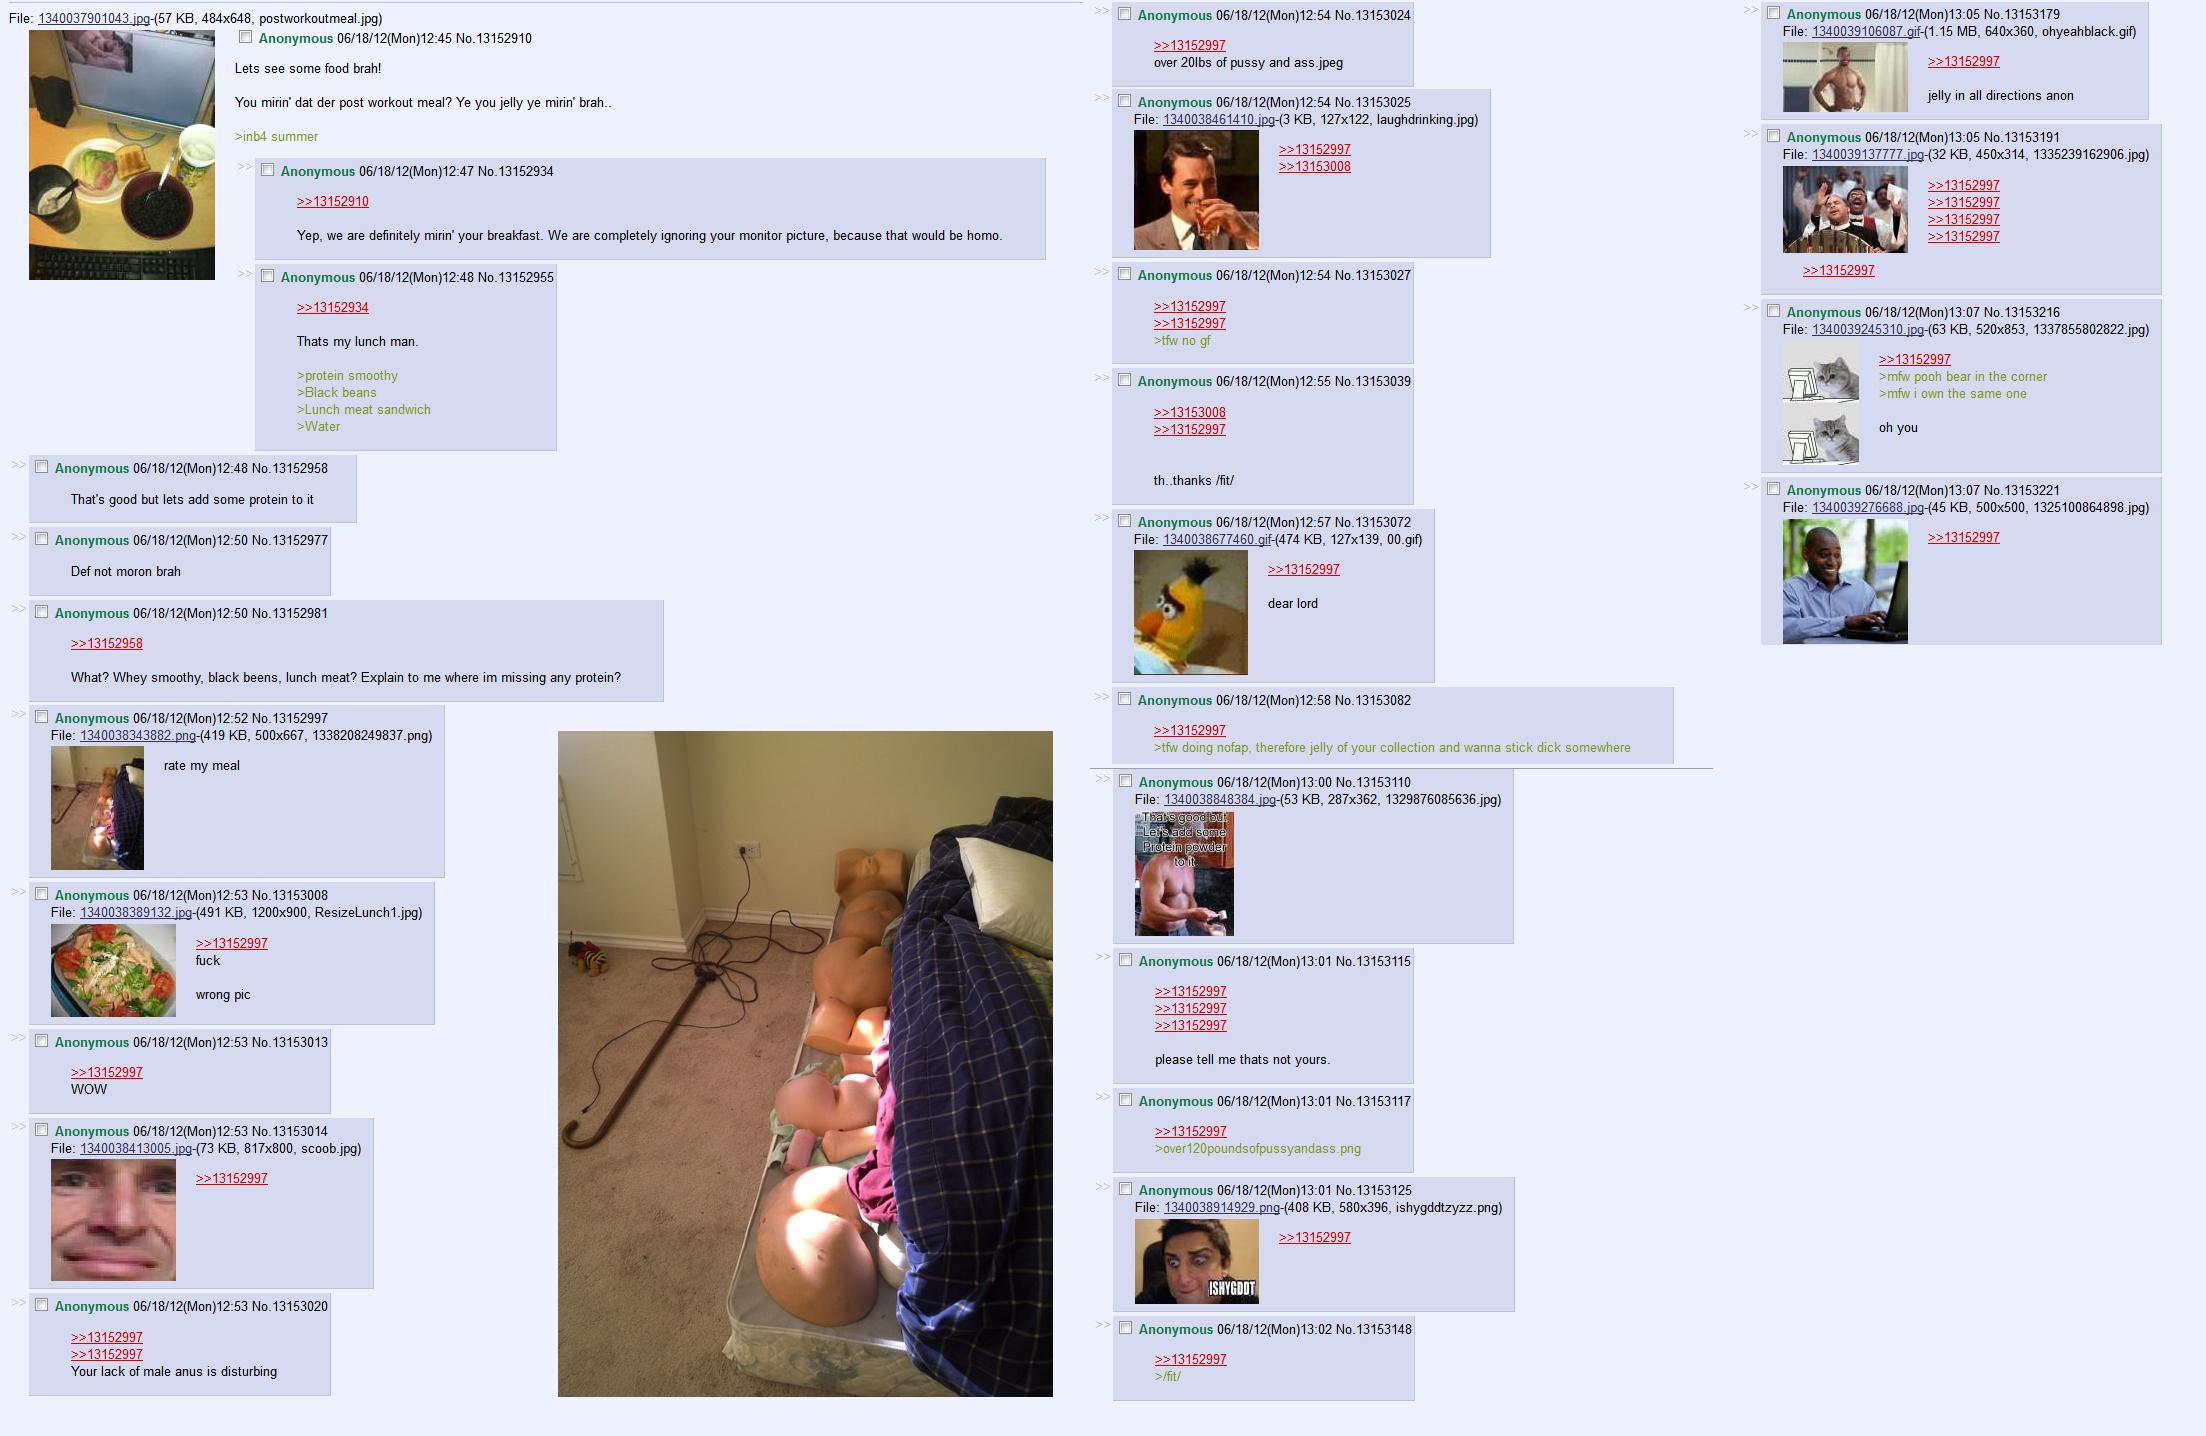 File: 1340037901043.jpg-(57 KB, 484x648, postworkoutmeal.jpg)
Anonymous 06/18/12(Mon)12:45 No.13152910
Lets see some food brah!
You mirin' dat der post workout meal? Ye you jelly ye mirin' brah..
>inb4 summer
>> Anonymous 06/18/12(Mon)12:47 No.13152934
>>13152910
Yep, we are definitely mirin' your breakfast. We are completely ignoring your monitor picture, because that would be homo.
>> Anonymous 06/18/12(Mon)12:48 No.13152955
>>13152934
Thats my lunch man.
>protein smoothy
>Black beans
>Lunch meat sandwich
>Water
>> Anonymous 06/18/12(Mon)12:48 No.13152958
That's good but lets add some protein to it
>> Anonymous 06/18/12(Mon)12:50 No.13152977
Def not moron brah
>> Anonymous 06/18/12(Mon)12:50 No.13152981
>>13152958
What? Whey smoothy, black beens, lunch meat? Explain to me where im missing any protein?
>> Anonymous 06/18/12(Mon)12:52 No.13152997
File: 1340038343882.png-(419 KB, 500x667, 1338208249837.png)
rate my meal
>> Anonymous 06/18/12(Mon)12:53 No.13153008
File: 1340038389132.jpg-(491 KB, 1200x900, ResizeLunch1.jpg)
>>13152997
fuck
wrong pic
>> Anonymous 06/18/12(Mon)12:53 No.13153013
>>13152997
WOW
>> Anonymous 06/18/12(Mon)12:53 No.13153014
File: 1340038413005.jpg-(73 KB, 817x800, scoob.jpg)
>>13152997
>> Anonymous 06/18/12(Mon)12:53 No.13153020
>>13152997
>>13152997
Your lack of male anus is disturbing
>> Anonymous 06/18/12(Mon)12:54 No.13153024
>>13152997
over 20lbs of pussy and ass.jpeg
>> Anonymous 06/18/12(Mon)12:54 No.13153025
File: 1340038461410.jpg-(3 KB, 127x122, laughdrinking.jpg)
>>13152997
>>13153008
>> Anonymous 06/18/12(Mon)12:54 No.13153027
>>13152997
>>13152997
>tfw no gf
>> Anonymous 06/18/12(Mon)12:55 No.13153039
>>13153008
>>13152997
th..thanks /fit/
>> Anonymous 06/18/12(Mon)12:57 No.13153072
File: 1340038677460.gif-(474 KB, 127x139, 00.gif)
>>13152997
dear lord
>> Anonymous 06/18/12(Mon)12:58 No.13153082
>>13152997
>tfw doing nofap, therefore jelly of your collection and wanna stick dick somewhere
>> Anonymous 06/18/12(Mon)13:00 No.13153110
File: 1340038848384.jpg-(53 KB, 287x362, 1329876085636.jpg)
That's good but
Let's add some
Protein powder
to it
>> Anonymous 06/18/12(Mon)13:01 No.13153115
>>13152997
>>13152997
>>13152997
please tell me thats not yours.
>> Anonymous 06/18/12(Mon)13:01 No.13153117
>>13152997
>over120poundsofpussyandass.png
>> Anonymous 06/18/12(Mon)13:01 No.13153125
File: 1340038914929.png-(408 KB, 580x396, ishygddtzyzz.png)
>>13152997
ISHYGDDT
>> Anonymous 06/18/12(Mon)13:02 No.13153148
>>13152997
>/fit/
>> Anonymous 06/18/12(Mon)13:05 No.13153179
File: 1340039106087.gif-(1.15 MB, 640x360, ohyeahblack.gif)
>>13152997
jelly in all directions anon
>> Anonymous 06/18/12(Mon)13:05 No.13153191
File: 1340039137777.jpg-(32 KB, 450x314, 1335239162906.jpg)
>>13152997
>>13152997
>>13152997
>>13152997
>>13152997
>> Anonymous 06/18/12(Mon)13:07 No.13153216
File: 1340039245310.jpg-(63 KB, 520x853, 1337855802822.jpg)
>>13152997
>mfw pooh bear in the corner
>mfw i own the same one
oh you
>> Anonymous 06/18/12(Mon)13:07 No.13153221
File: 1340039276688.jpg-(45 KB, 500x500, 1325100864898.jpg)
>>13152997